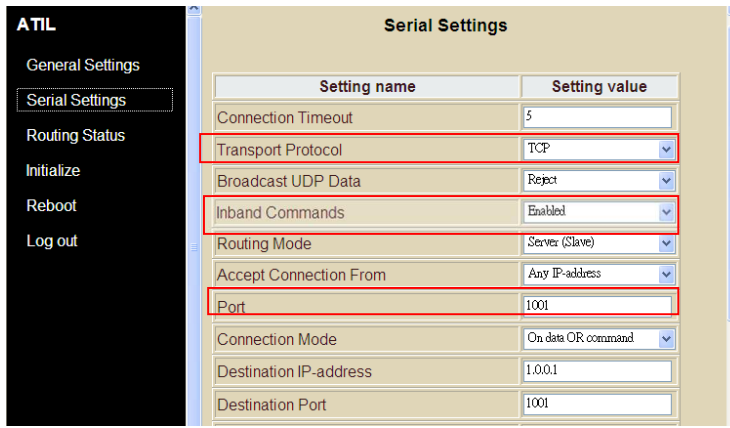 ATIL
General Settings
Serial Settings
Routing Status
Initialize
Reboot
Log out
Serial Settings
Setting name Setting value
Connection Timeout 5
Transport Protocol TCP
Broadcast UDP Data Reject
Inband Commands Enabled
Routing Mode Server (Slave)
Accept Connection From Any IP-address
Port 1001
Connection Mode On data OR command
Destination IP-address 1.0.0.1
Destination Port 1001